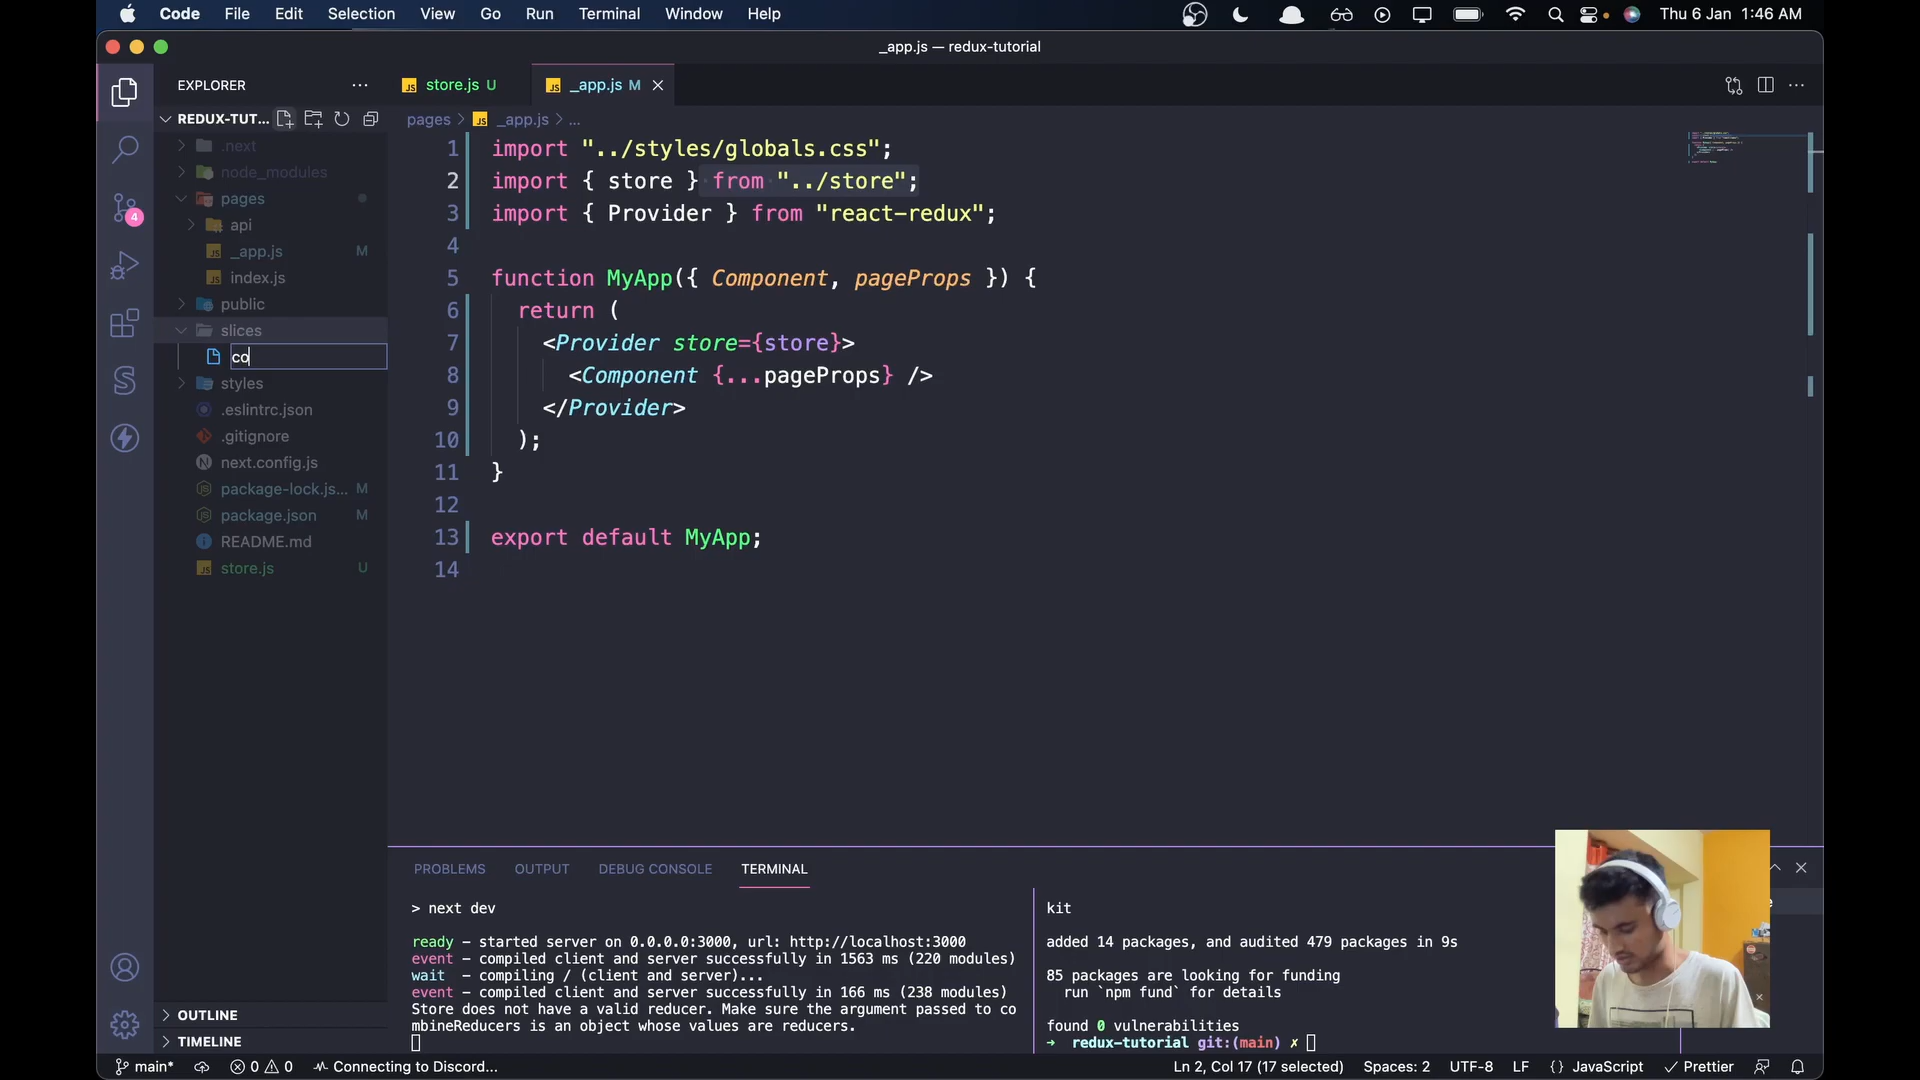 Code File Edit Selection View Go Run Terminal Window Help Thu 6 Jan 1:46 AM
_app.js — redux-tutorial
EXPLORER
store.js U
_app.js M
REDUX-TUT...
pages > _app.js > ...
.next
node_modules
pages
api
_app.js M
index.js
public
slices
co
styles
.eslintrc.json
.gitignore
next.config.js
package-lock.js... M
package.json M
README.md
store.js U
4
1 import "../styles/globals.css";
2 import { store } from "../store";
3 import { Provider } from "react-redux";
4
5 function MyApp({ Component, pageProps }) {
6 return (
7 <Provider store={store}>
8 <Component {...pageProps} />
9 </Provider>
10 );
11 }
12
13 export default MyApp;
14
PROBLEMS OUTPUT DEBUG CONSOLE TERMINAL
> next dev
ready - started server on 0.0.0.0:3000, url: http://localhost:3000
event - compiled client and server successfully in 1563 ms (220 modules)
wait - compiling / (client and server)...
event - compiled client and server successfully in 166 ms (238 modules)
Store does not have a valid reducer. Make sure the argument passed to co
mbineReducers is an object whose values are reducers.
kit
added 14 packages, and audited 479 packages in 9s
85 packages are looking for funding
run `npm fund` for details
found 0 vulnerabilities
➜ redux-tutorial git:(main) ✗
OUTLINE
TIMELINE
main* 0 0 Connecting to Discord... Ln 2, Col 17 (17 selected) Spaces: 2 UTF-8 LF {} JavaScript Prettier